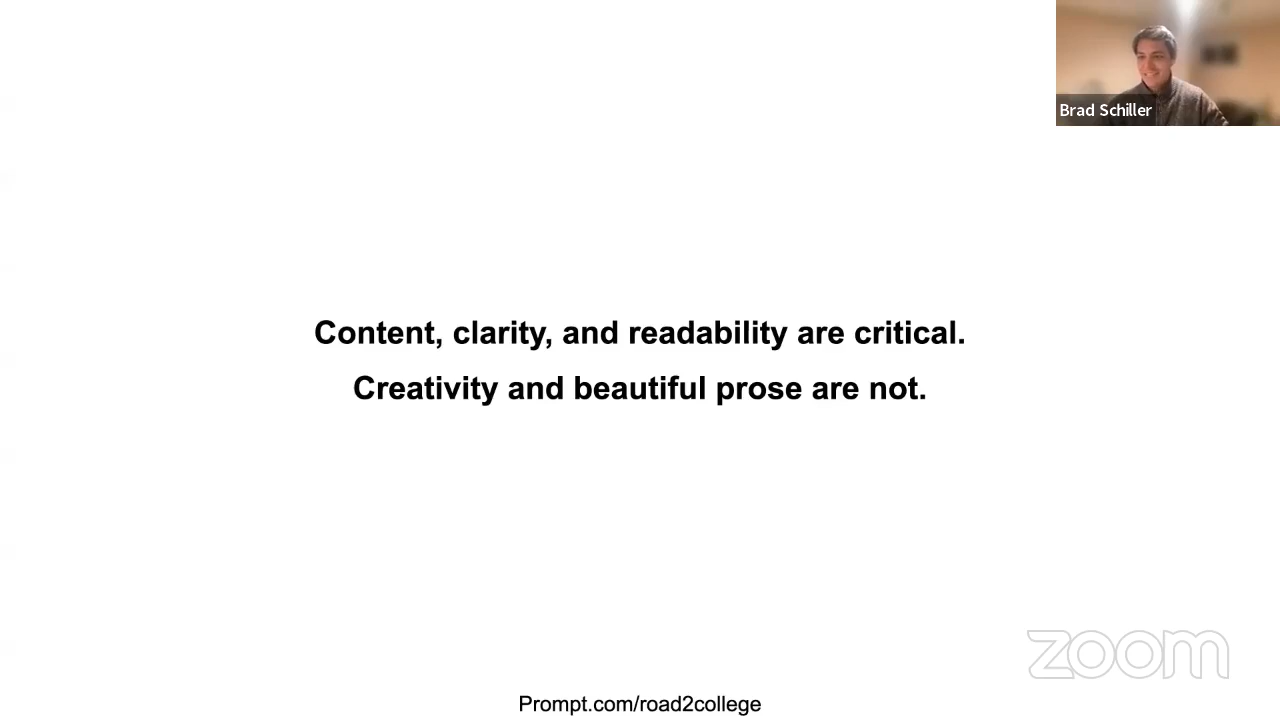 Brad Schiller
Content, clarity, and readability are critical.
Creativity and beautiful prose are not.
zoom
Prompt.com/road2college